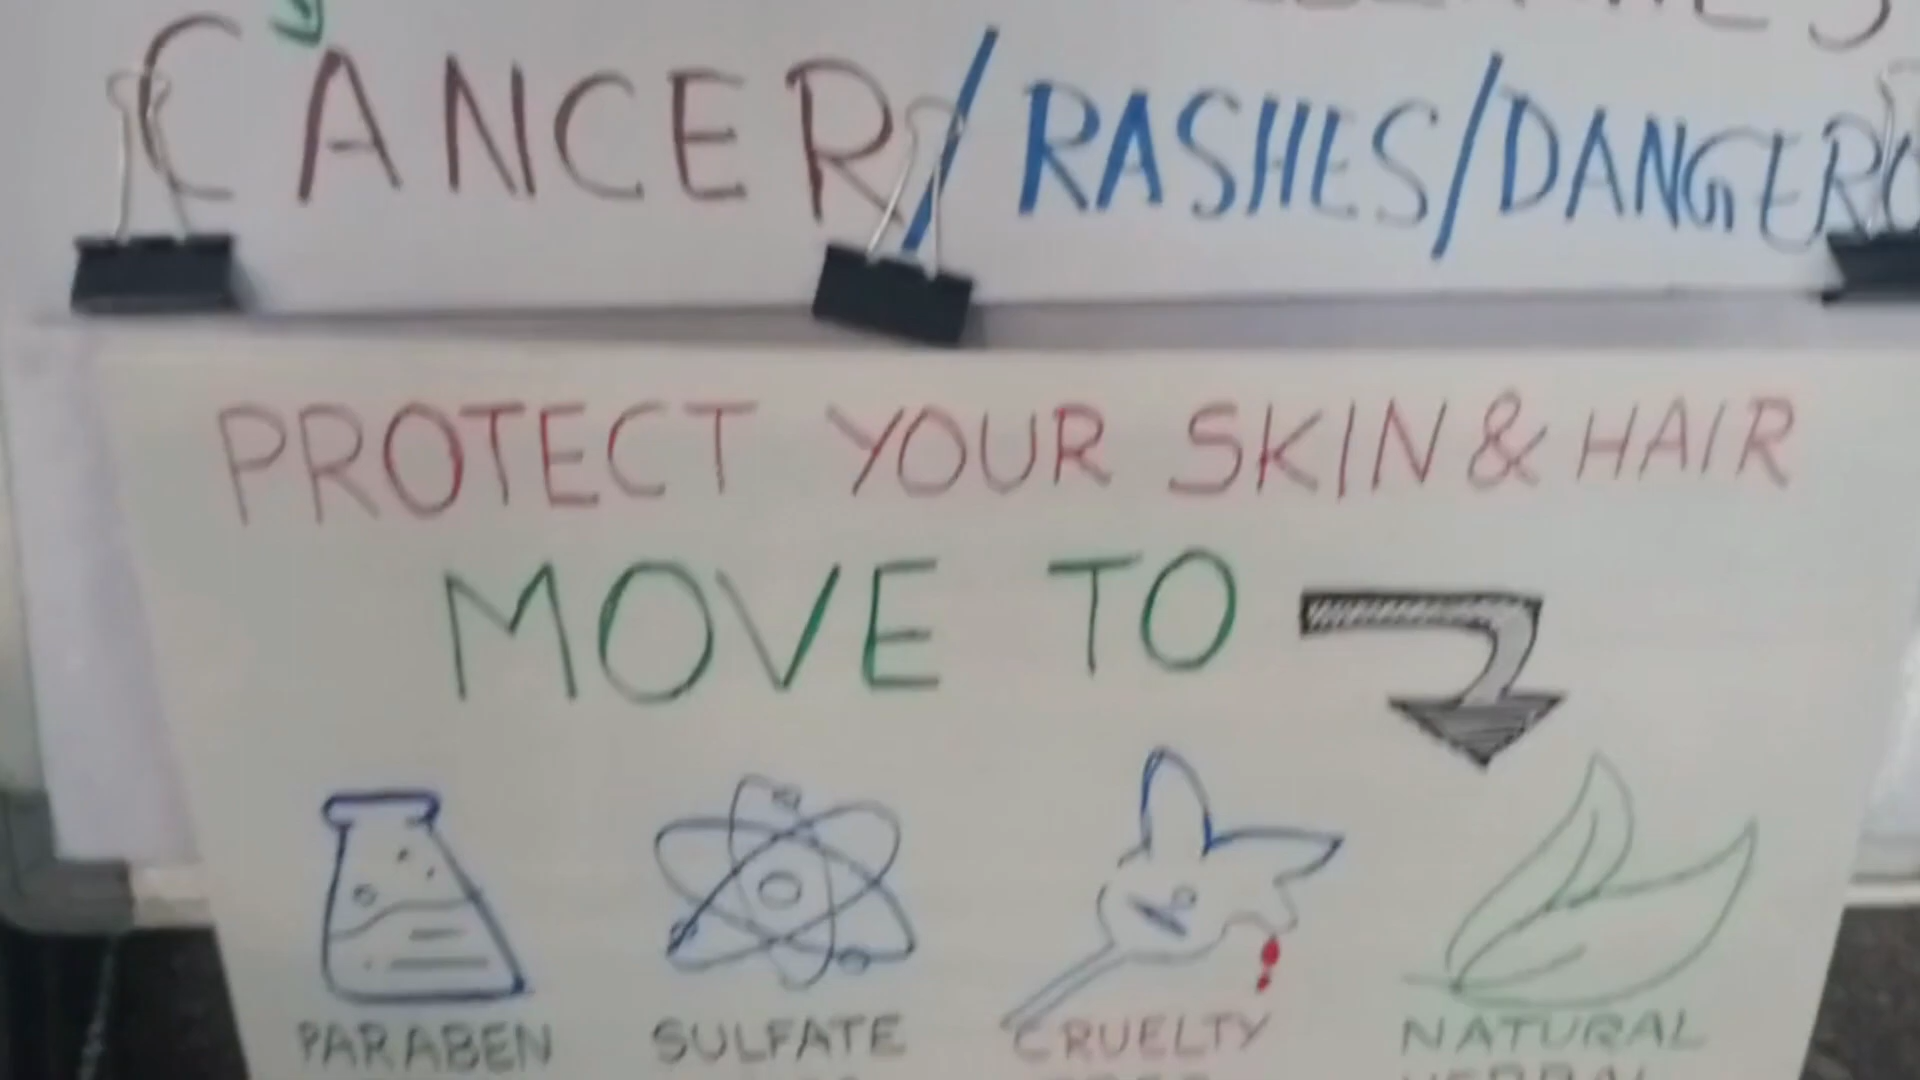 CANCER/RASHES/DANGERO
PROTECT YOUR SKIN & HAIR
MOVE TO
PARABEN SULFATE CRUELTY NATURAL